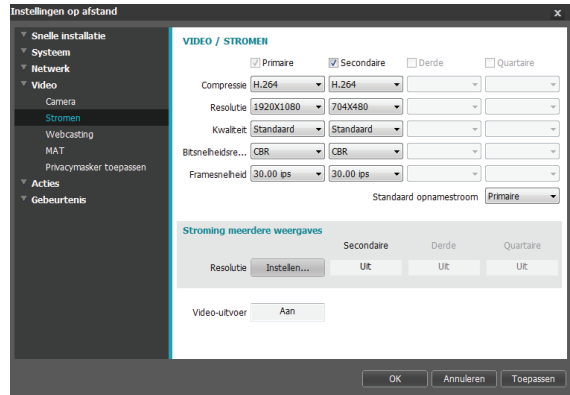 Instellingen op afstand x
Snelle installatie
Systeem
Netwerk
Video
Camera
Stromen
Webcasting
MAT
Privacymasker toepassen
Acties
Gebeurtenis
VIDEO / STROMEN
Primaire Secondaire Derde Quartaire
Compressie H.264 H.264
Resolutie 1920X1080 704X480
Kwaliteit Standaard Standaard
Bitsnelheidsre... CBR CBR
Framesnelheid 30.00 ips 30.00 ips
Standaard opnamestroom Primaire
Stroming meerdere weergaves
Secondaire Derde Quartaire
Resolutie Instellen... Uit Uit Uit
Video-uitvoer Aan
OK Annuleren Toepassen